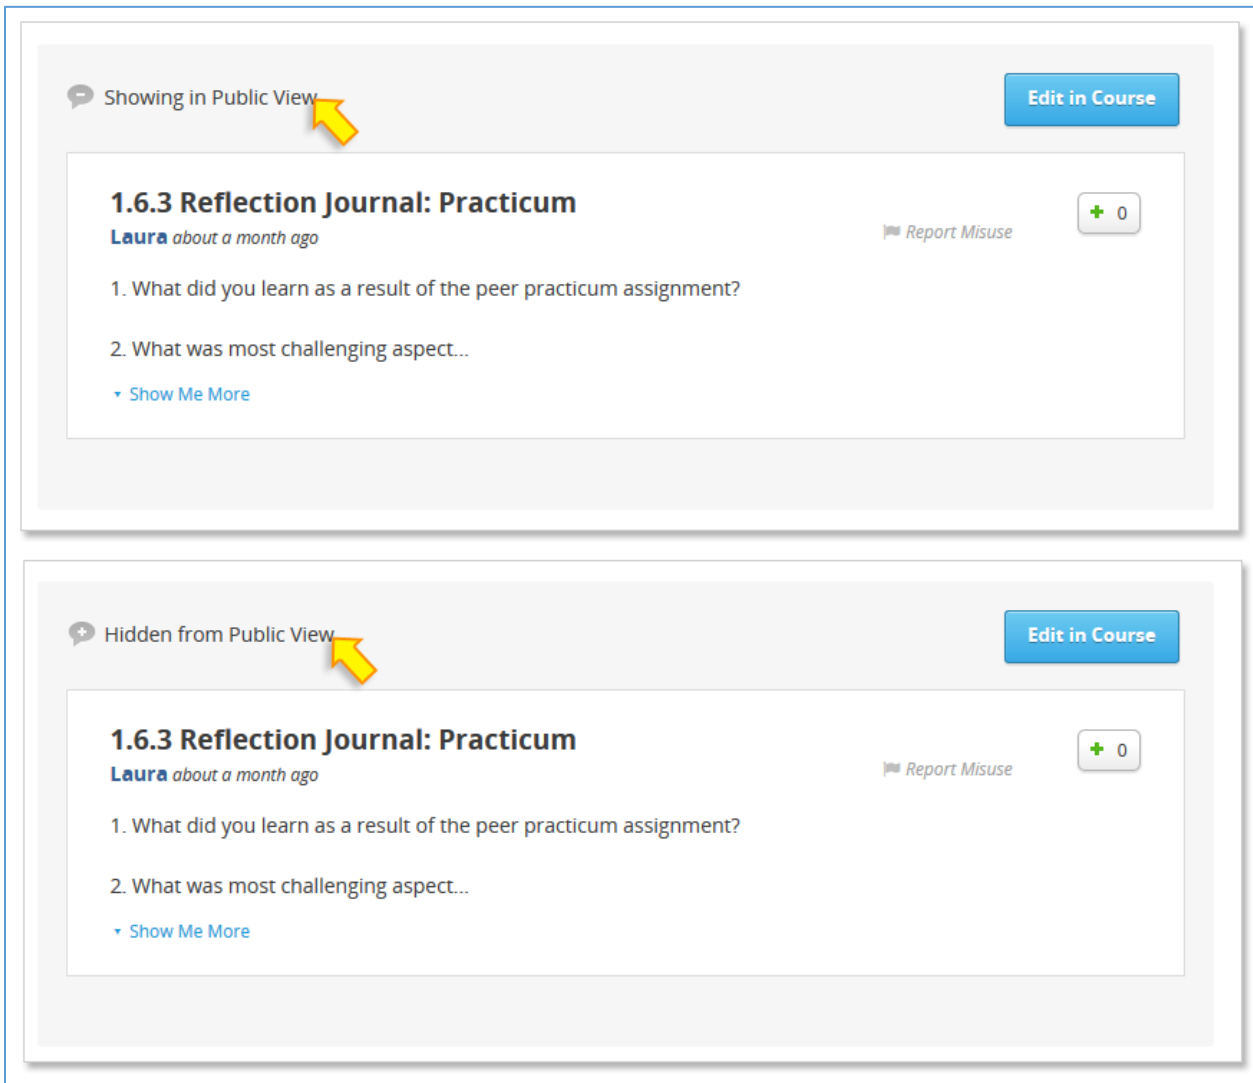 Showing in Public View
Edit in Course
1.6.3 Reflection Journal: Practicum
Laura about a month ago
Report Misuse
+ 0
1. What did you learn as a result of the peer practicum assignment?
2. What was most challenging aspect...
Show Me More
Hidden from Public View
Edit in Course
1.6.3 Reflection Journal: Practicum
Laura about a month ago
Report Misuse
+ 0
1. What did you learn as a result of the peer practicum assignment?
2. What was most challenging aspect...
Show Me More